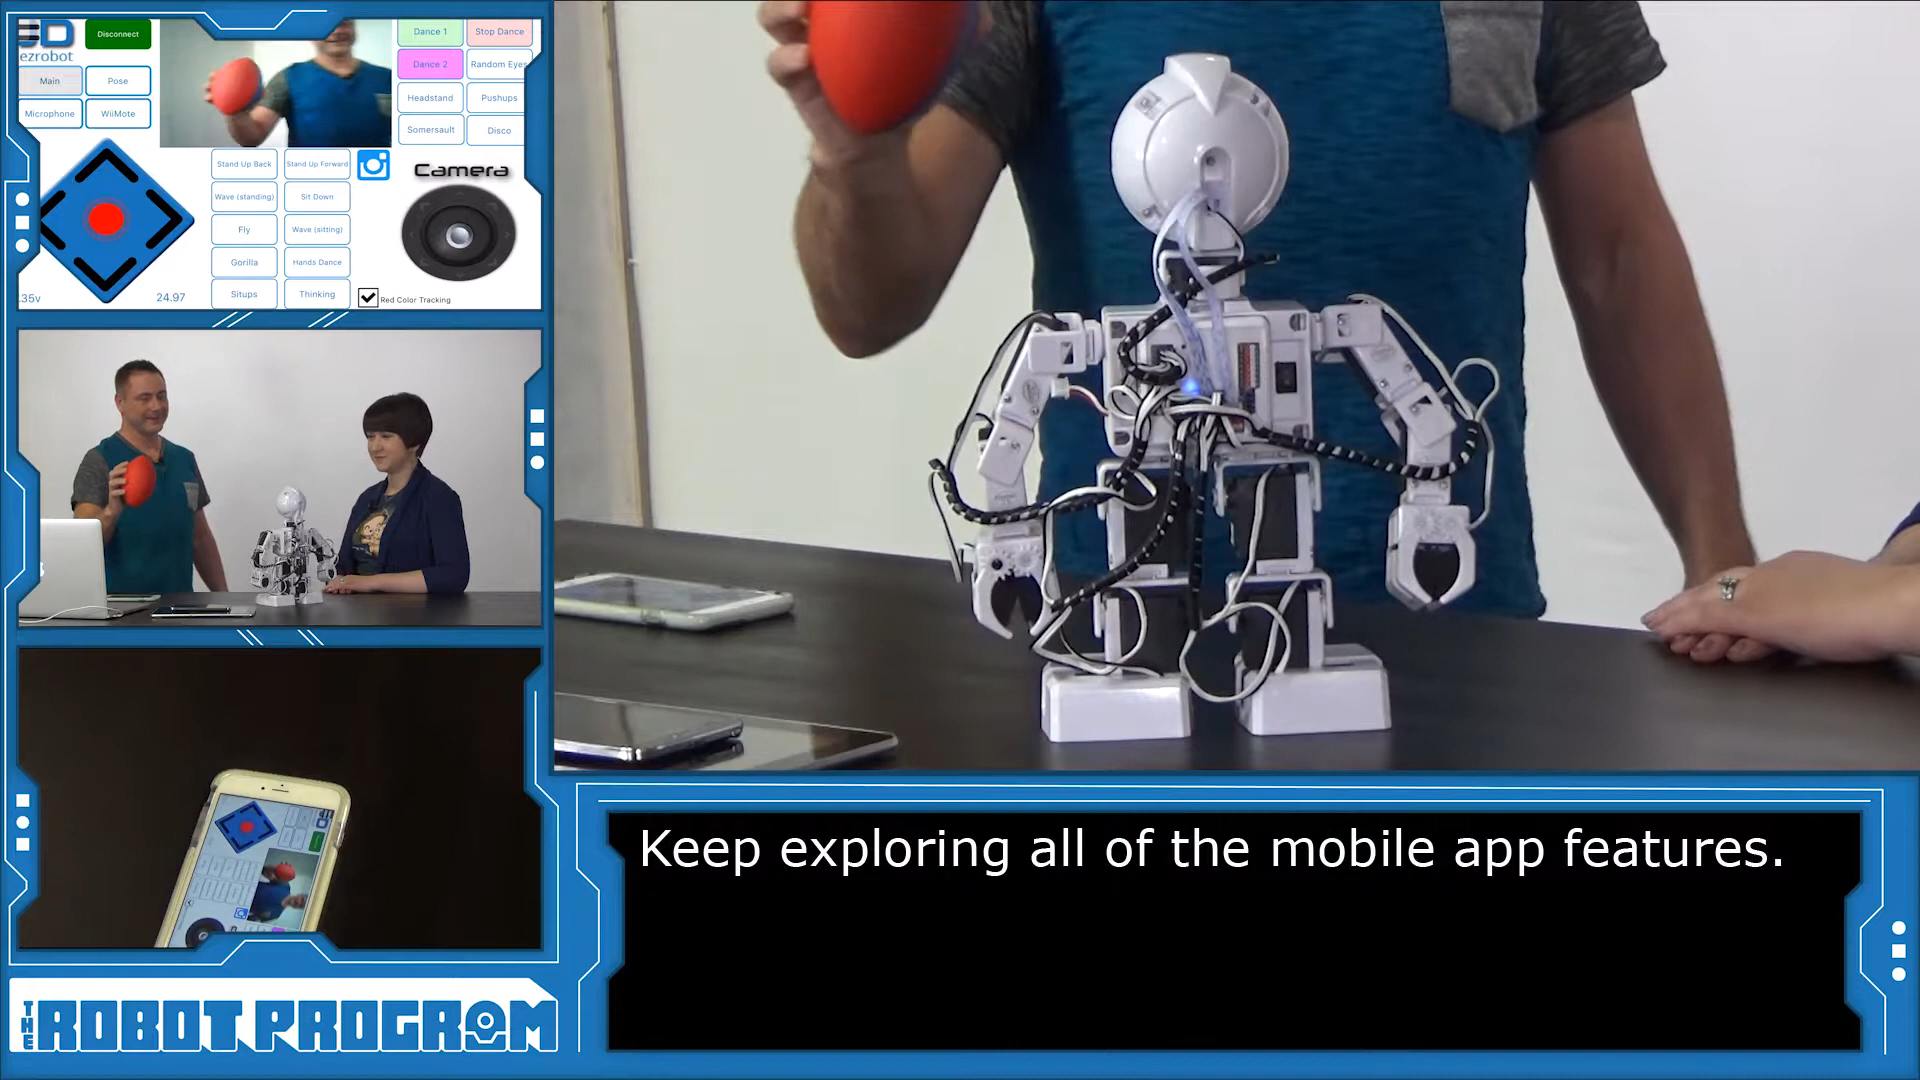 Disconnect
ezrobot
Main
Pose
Microphone
WiiMote
Dance 1
Stop Dance
Dance 2
Random Eyes
Headstand
Pushups
Somersault
Disco
Stand Up Back
Stand Up Forward
Wave (standing)
Sit Down
Fly
Wave (sitting)
Gorilla
Hands Dance
Situps
Thinking
Camera
.35v
24.97
Red Color Tracking
Keep exploring all of the mobile app features.
THE ROBOT PROGRAM